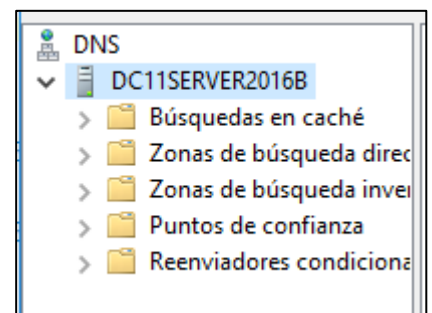 DNS
DC11SERVER2016B
Búsquedas en caché
Zonas de búsqueda direc
Zonas de búsqueda inver
Puntos de confianza
Reenviadores condiciona